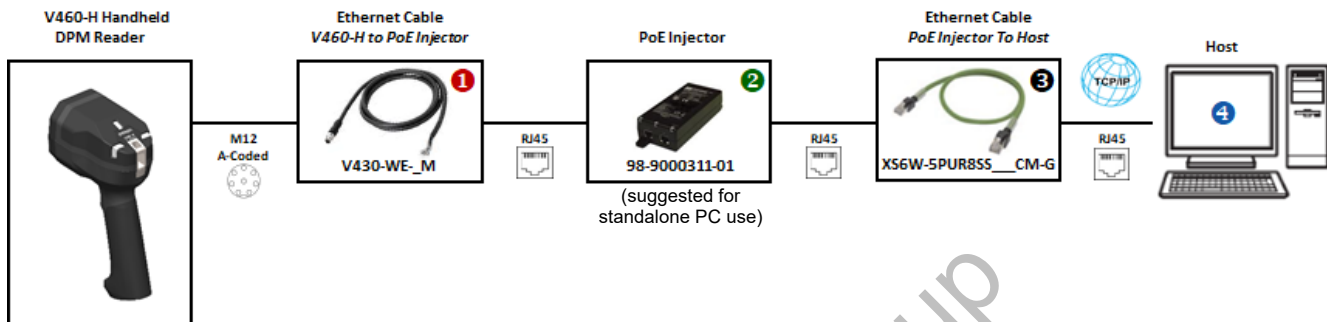 V460-H Handheld
DPM Reader
Ethernet Cable
V460-H to PoE Injector
PoE Injector
Ethernet Cable
PoE Injector To Host
Host
1
2
3
4
TCP/IP
M12
A-Coded
RJ45
RJ45
RJ45
V430-WE-_M
98-9000311-01
XS6W-5PUR8SS___CM-G
(suggested for
standalone PC use)
up